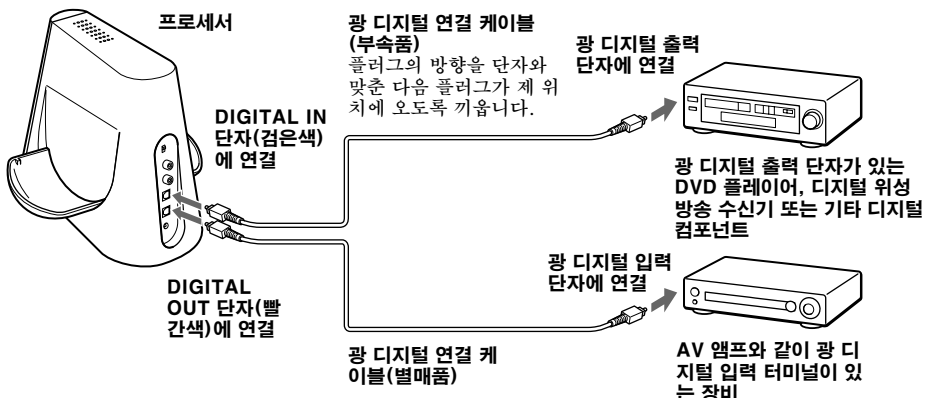 프로세서
광 디지털 연결 케이블
(부속품)
플러그의 방향을 단자와
맞춘 다음 플러그가 제 위
치에 오도록 끼웁니다.
광 디지털 출력
단자에 연결
DIGITAL IN
단자(검은색)
에 연결
광 디지털 출력 단자가 있는
DVD 플레이어, 디지털 위성
방송 수신기 또는 기타 디지털
컴포넌트
DIGITAL
OUT 단자(빨
간색)에 연결
광 디지털 입력
단자에 연결
광 디지털 연결 케
이블(별매품)
AV 앰프와 같이 광 디
지털 입력 터미널이 있
는 장비